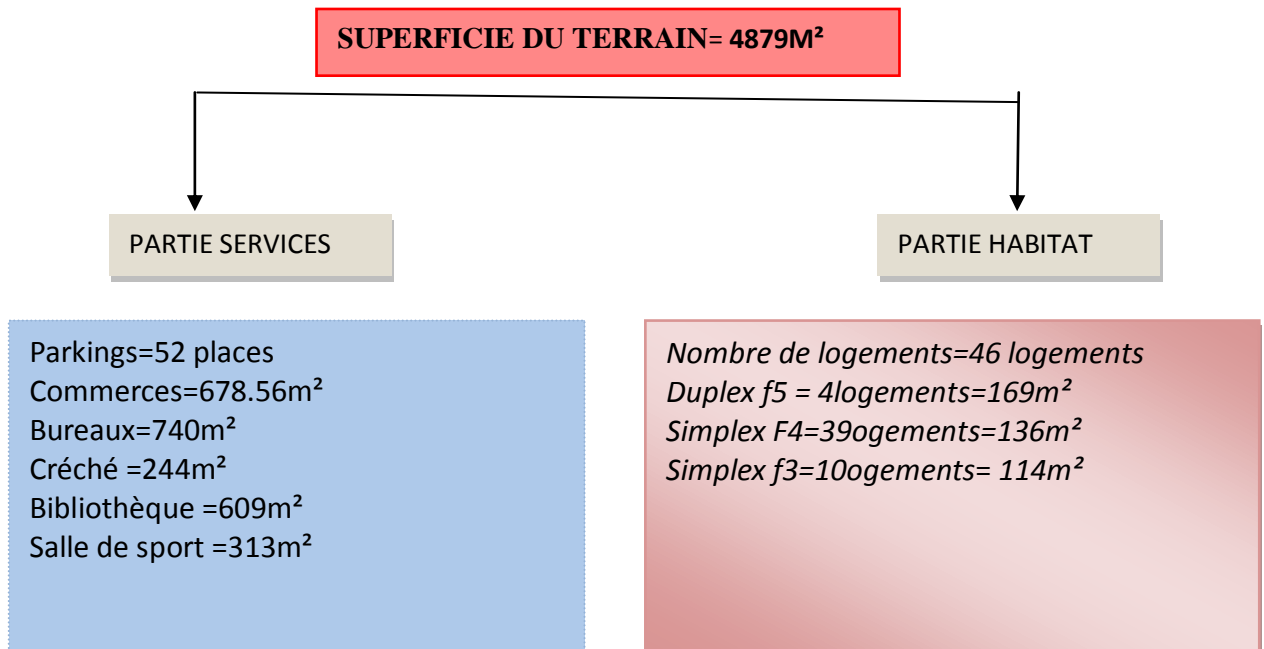 SUPERFICIE DU TERRAIN= 4879M²
PARTIE SERVICES
PARTIE HABITAT
Parkings=52 places
Commerces=678.56m²
Bureaux=740m²
Créché =244m²
Bibliothèque =609m²
Salle de sport =313m²
Nombre de logements=46 logements
Duplex f5 = 4logements=169m²
Simplex F4=39ogements=136m²
Simplex f3=10ogements= 114m²